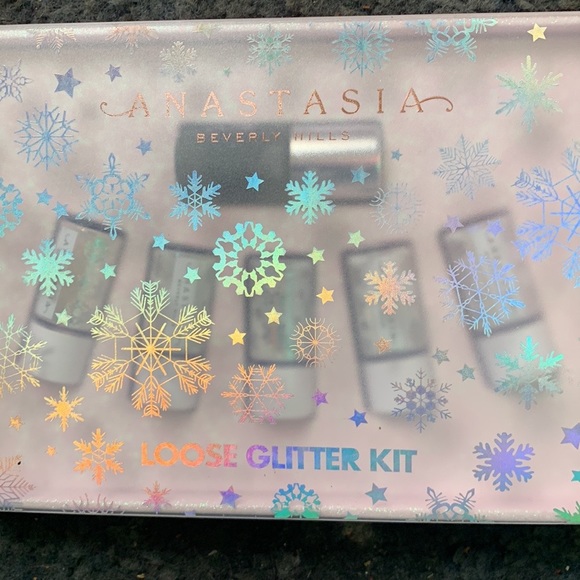 ANASTASIA
BEVERLY HILLS
LOOSE GLITTER KIT